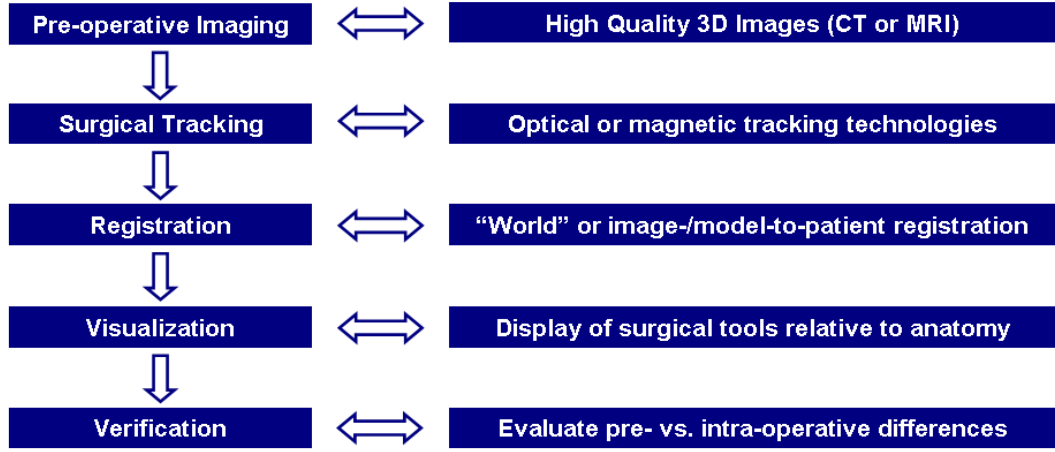 Pre-operative Imaging
High Quality 3D Images (CT or MRI)
Surgical Tracking
Optical or magnetic tracking technologies
Registration
“World” or image-/model-to-patient registration
Visualization
Display of surgical tools relative to anatomy
Verification
Evaluate pre- vs. intra-operative differences